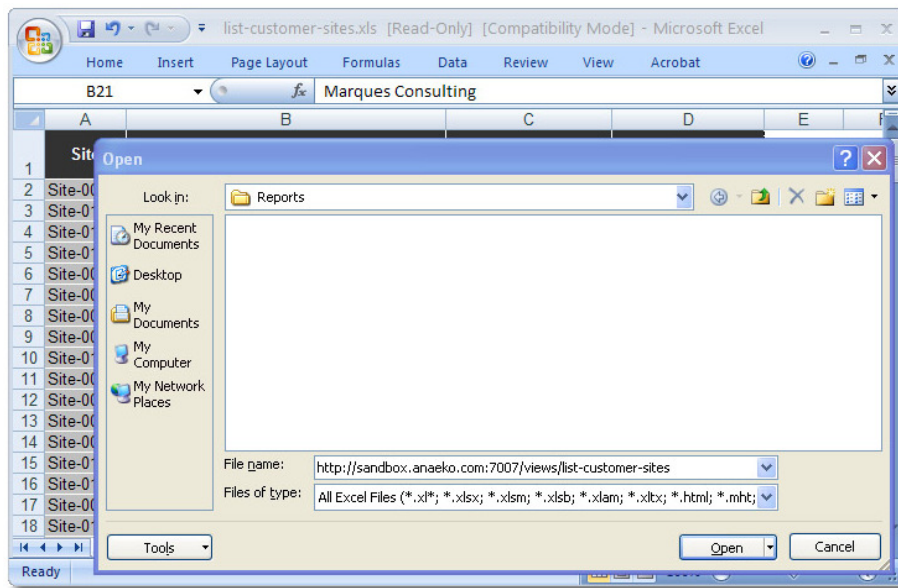 list-customer-sites.xls [Read-Only] [Compatibility Mode] - Microsoft Excel
Home Insert Page Layout Formulas Data Review View Acrobat
B21 fx Marques Consulting
A B C D E
1 Sit
Open
Look in: Reports
2 Site-00
3 Site-01
4 Site-01
5 Site-01
6 Site-00
7 Site-00
8 Site-00
9 Site-00
10 Site-01
11 Site-00
12 Site-00
13 Site-00
14 Site-00
15 Site-01
16 Site-01
17 Site-00
18 Site-01
My Recent
Documents
Desktop
My
Documents
My
Computer
My Network
Places
File name: http://sandbox.anaeko.com:7007/views/list-customer-sites
Files of type: All Excel Files (*.xl*; *.xlsx; *.xlsm; *.xlsb; *.xlam; *.xltx; *.html; *.mht;
Tools Open Cancel
Ready